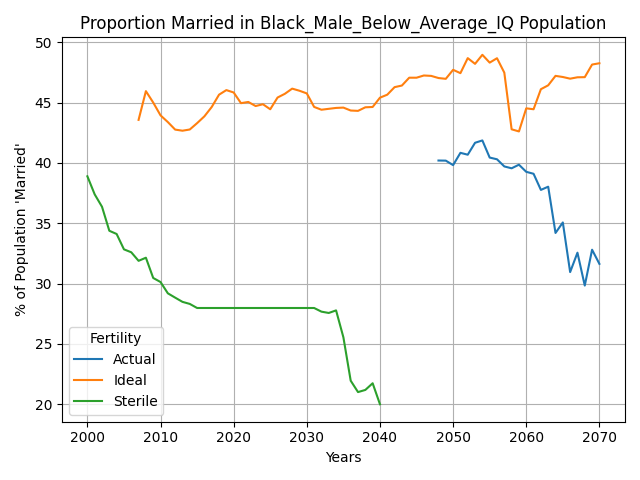 Proportion Married in Black_Male_Below_Average_IQ Population
% of Population 'Married'
50
45
40
35
30
25
20
Fertility
Actual
Ideal
Sterile
2000 2010 2020 2030 2040 2050 2060 2070
Years